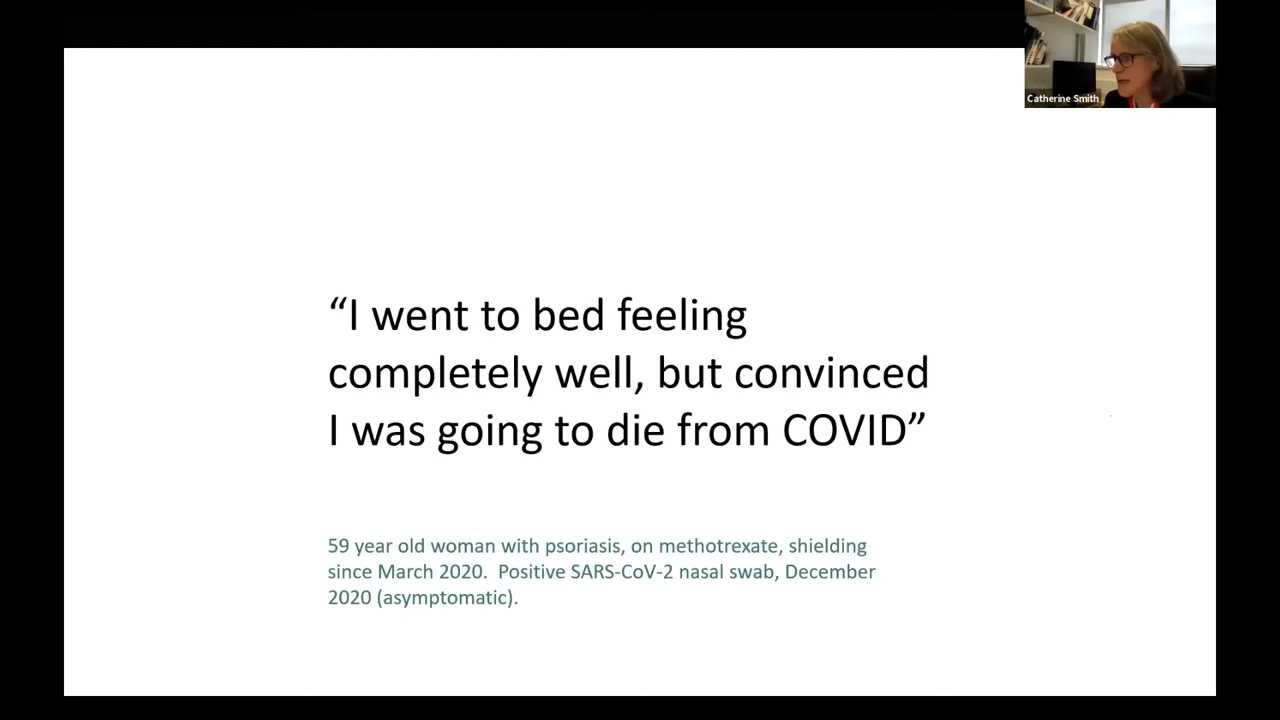 Catherine Smith
“I went to bed feeling
completely well, but convinced
I was going to die from COVID”
59 year old woman with psoriasis, on methotrexate, shielding
since March 2020.  Positive SARS-CoV-2 nasal swab, December
2020 (asymptomatic).